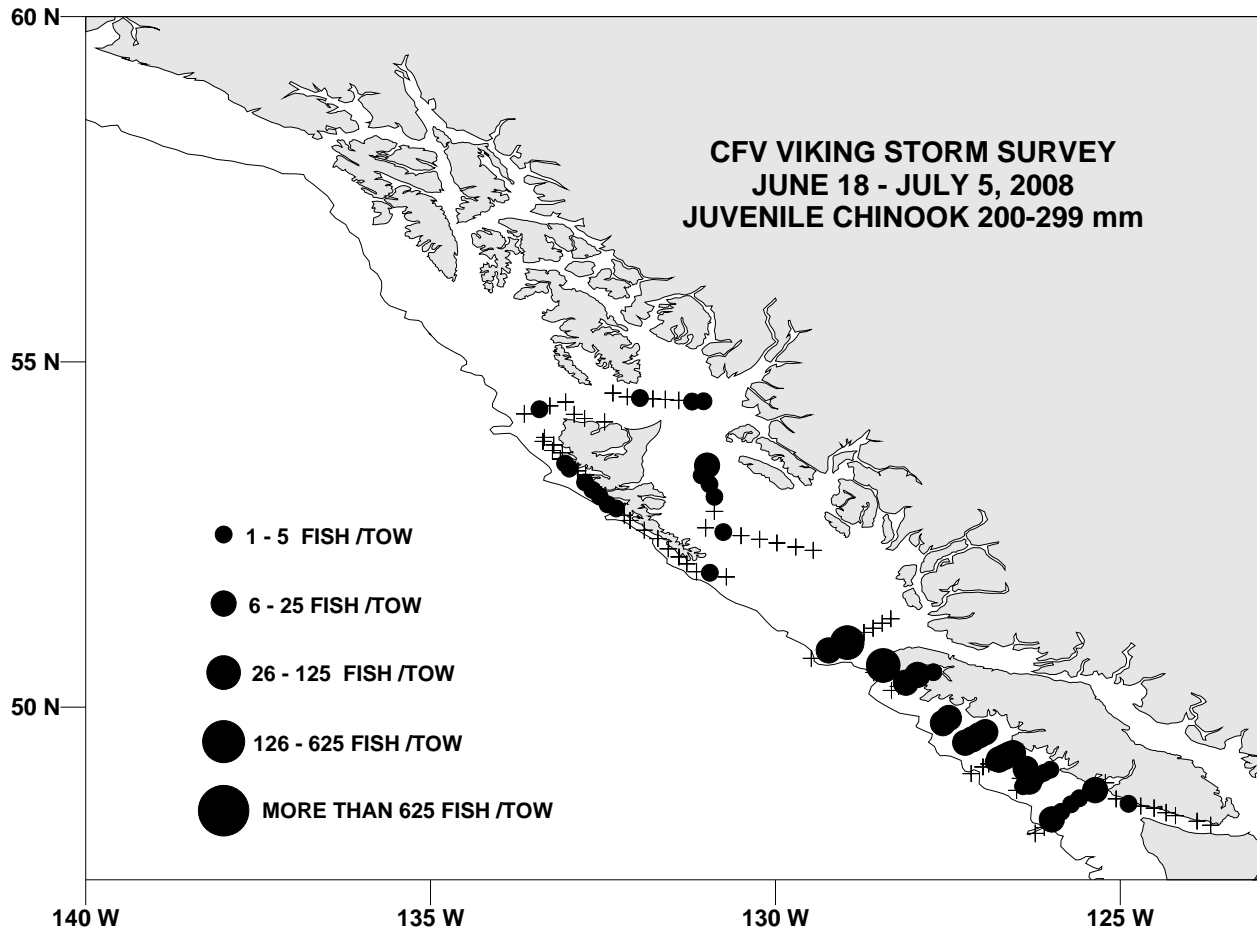 60 N
CFV VIKING STORM SURVEY
JUNE 18 - JULY 5, 2008
JUVENILE CHINOOK 200-299 mm
55 N
1 - 5 FISH /TOW
6 - 25 FISH /TOW
26 - 125 FISH /TOW
50 N
126 - 625 FISH /TOW
MORE THAN 625 FISH /TOW
140 W
135 W
130 W
125 W